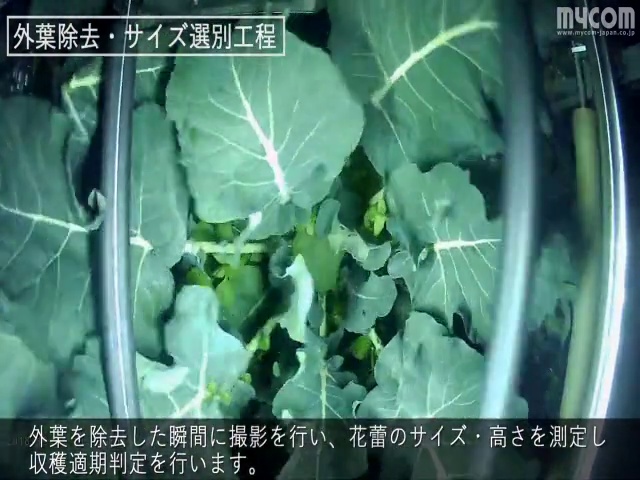 mycom
www.mycom-japan.co.jp
外葉除去・サイズ選別工程
外葉を除去した瞬間に撮影を行い、花蕾のサイズ・高さを測定し
収穫適期判定を行います。